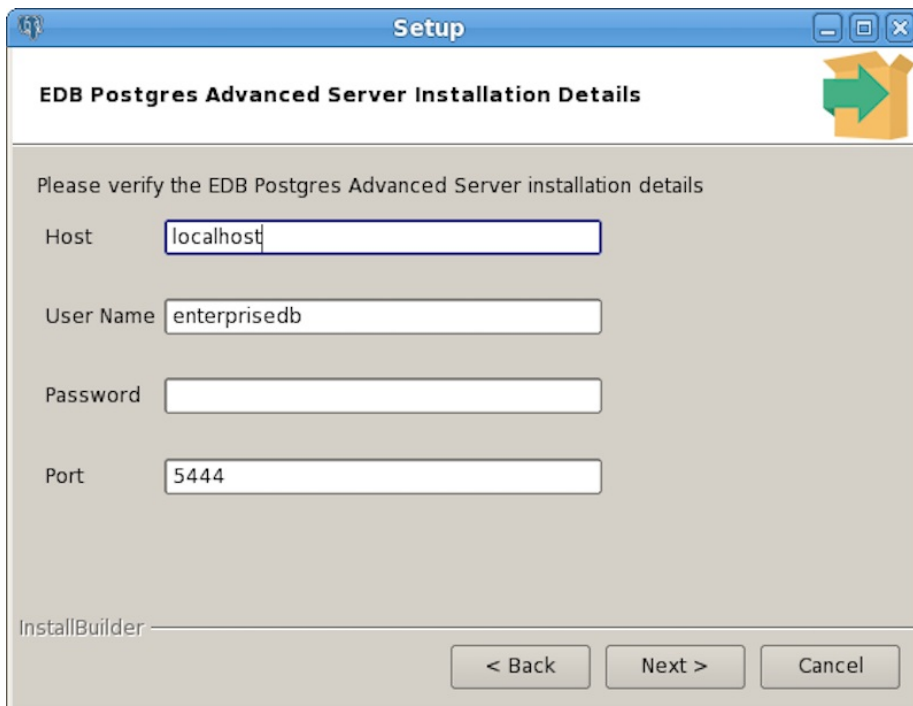 Setup
EDB Postgres Advanced Server Installation Details
Please verify the EDB Postgres Advanced Server installation details
Host localhost
User Name enterprisedb
Password
Port 5444
InstallBuilder
< Back Next > Cancel